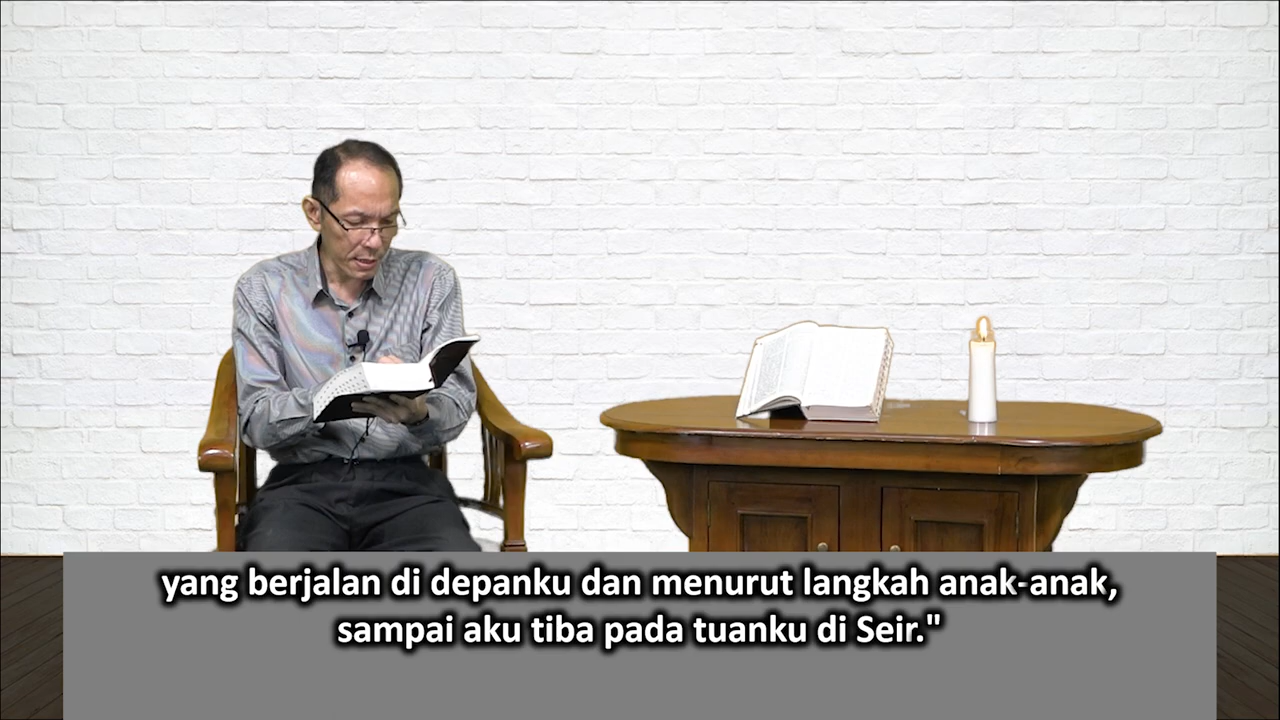 yang berjalan di depanku dan menurut langkah anak-anak,
sampai aku tiba pada tuanku di Seir."